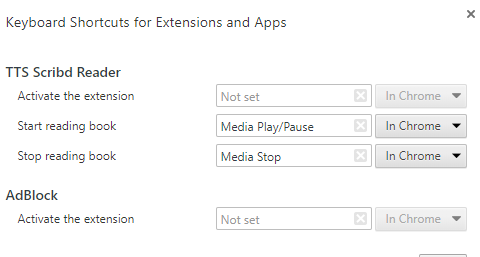 Keyboard Shortcuts for Extensions and Apps
TTS Scribd Reader
Activate the extension Not set In Chrome
Start reading book Media Play/Pause In Chrome
Stop reading book Media Stop In Chrome
AdBlock
Activate the extension Not set In Chrome